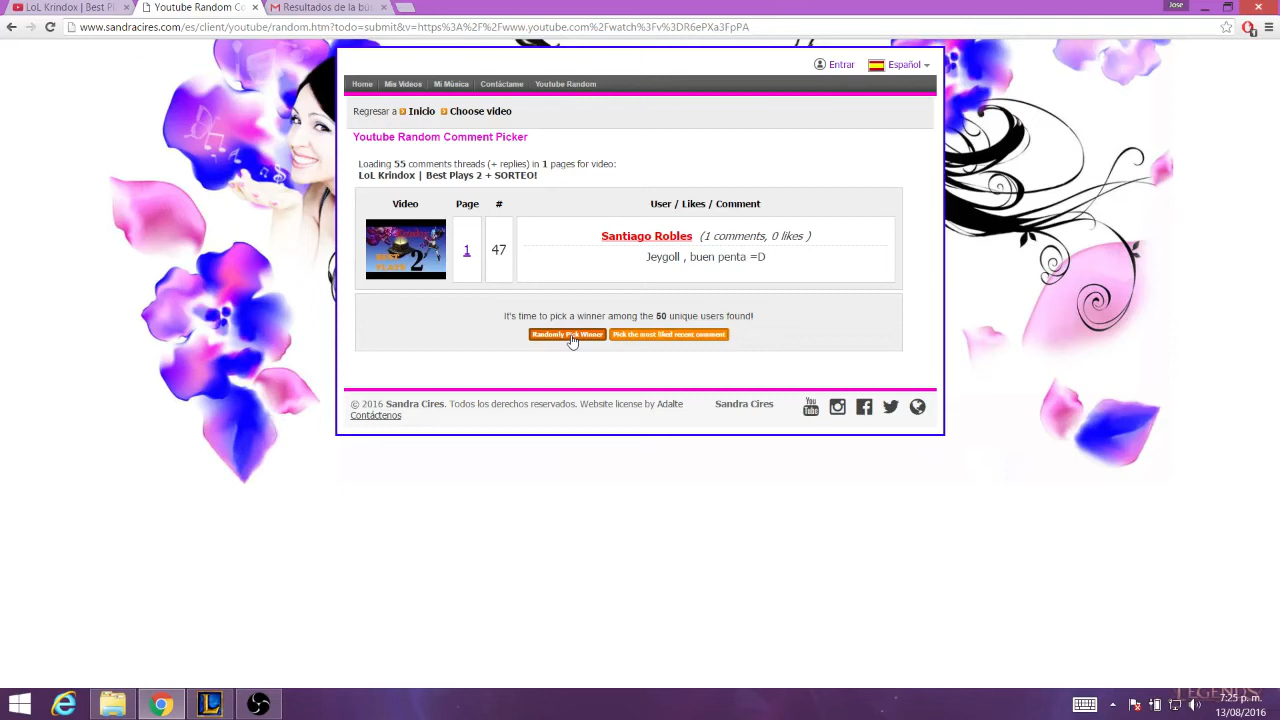 LoL Krindox | Best Pl
Youtube Random Co
Resultados de la bús
Jose
www.sandracires.com/es/client/youtube/random.htm?todo=submit&v=https%3A%2F%2Fwww.youtube.com%2Fwatch%3Fv%3DR6ePXa3FpPA
Entrar
Español
Home
Mis Videos
Mi Música
Contáctame
Youtube Random
Regresar a Inicio Choose video
Youtube Random Comment Picker
Loading 55 comments threads (+ replies) in 1 pages for video:
LoL Krindox | Best Plays 2 + SORTEO!
Video Page # User / Likes / Comment
BEST
PLAYS 2
1
47
Santiago Robles (1 comments, 0 likes )
Jeygoll , buen penta =D
It's time to pick a winner among the 50 unique users found!
Randomly Pick Winner
Pick the most liked recent comment
© 2016 Sandra Cires. Todos los derechos reservados. Website license by Adalte
Contáctenos
Sandra Cires
You
Tube
LEGENDS
7:25 p. m.
13/08/2016